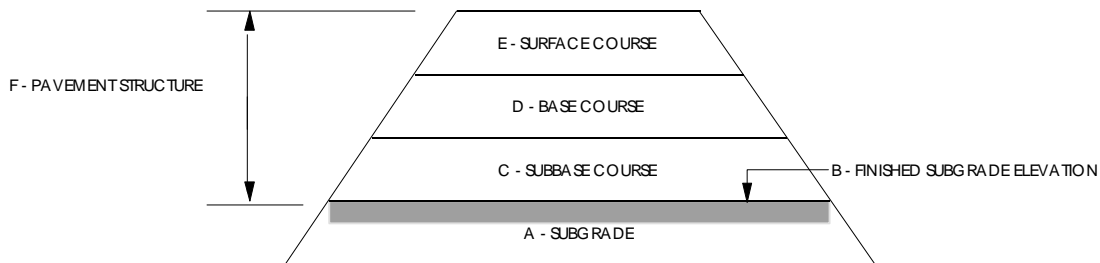 E - SURFACE COURSE
F - PAVEMENT STRUCTURE
D - BASE COURSE
C - SUBBASE COURSE
B - FINISHED SUBGRADE ELEVATION
A - SUBGRADE